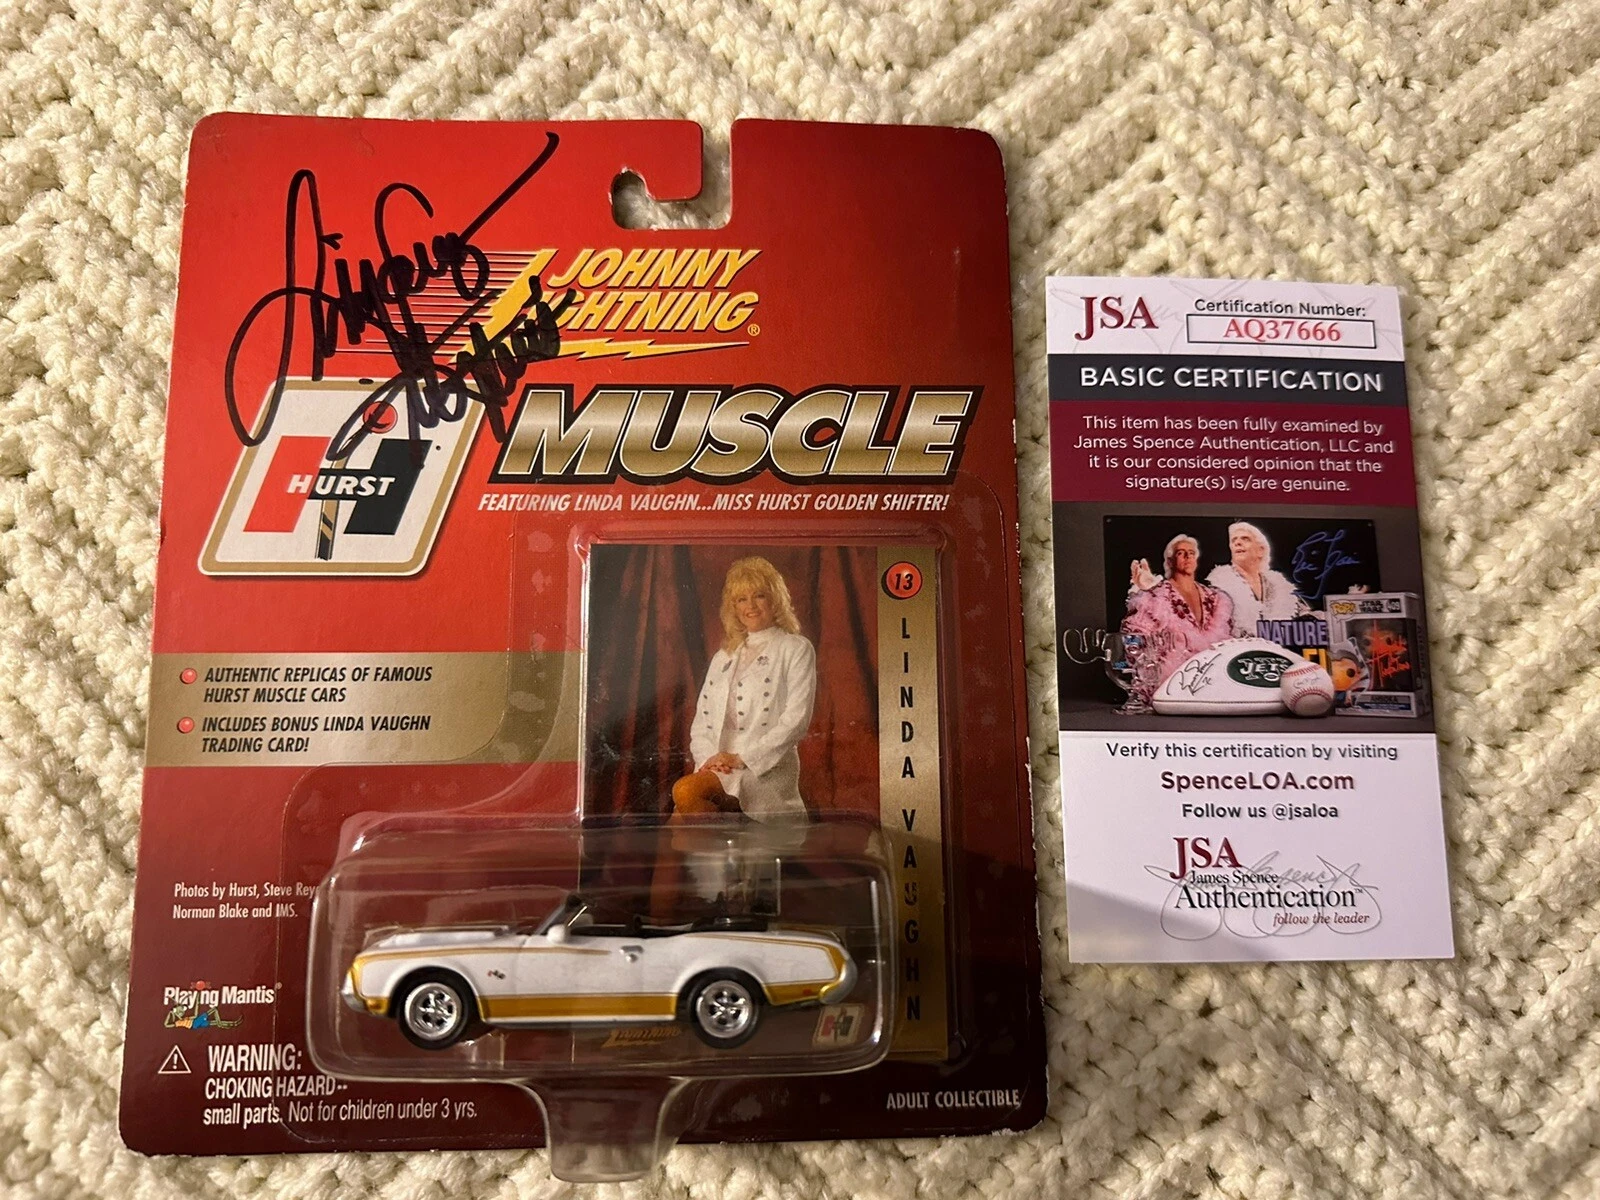 JOHNNY
LIGHTNING®
HURST
MUSCLE
FEATURING LINDA VAUGHN...MISS HURST GOLDEN SHIFTER!
13
LINDA VAUGHN
AUTHENTIC REPLICAS OF FAMOUS
HURST MUSCLE CARS
INCLUDES BONUS LINDA VAUGHN
TRADING CARD!
Photos by Hurst, Steve Rey
Norman Blake and IMS.
Playing Mantis®
WARNING:
CHOKING HAZARD--
small parts. Not for children under 3 yrs.
ADULT COLLECTIBLE
JSA
Certification Number:
AQ37666
BASIC CERTIFICATION
This item has been fully examined by
James Spence Authentication, LLC and
it is our considered opinion that the
signature(s) is/are genuine.
NATURE
JETS
Verify this certification by visiting
SpenceLOA.com
Follow us @jsaloa
JSA
James Spence
Authentication™
follow the leader